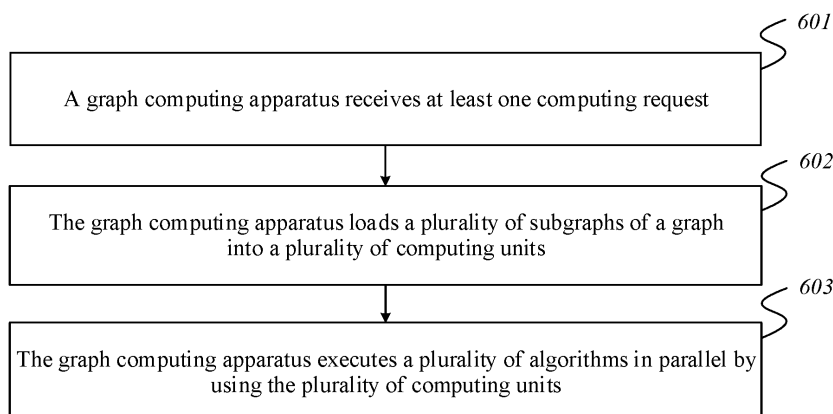 601
A graph computing apparatus receives at least one computing request
602
The graph computing apparatus loads a plurality of subgraphs of a graph
into a plurality of computing units
603
The graph computing apparatus executes a plurality of algorithms in parallel by
using the plurality of computing units